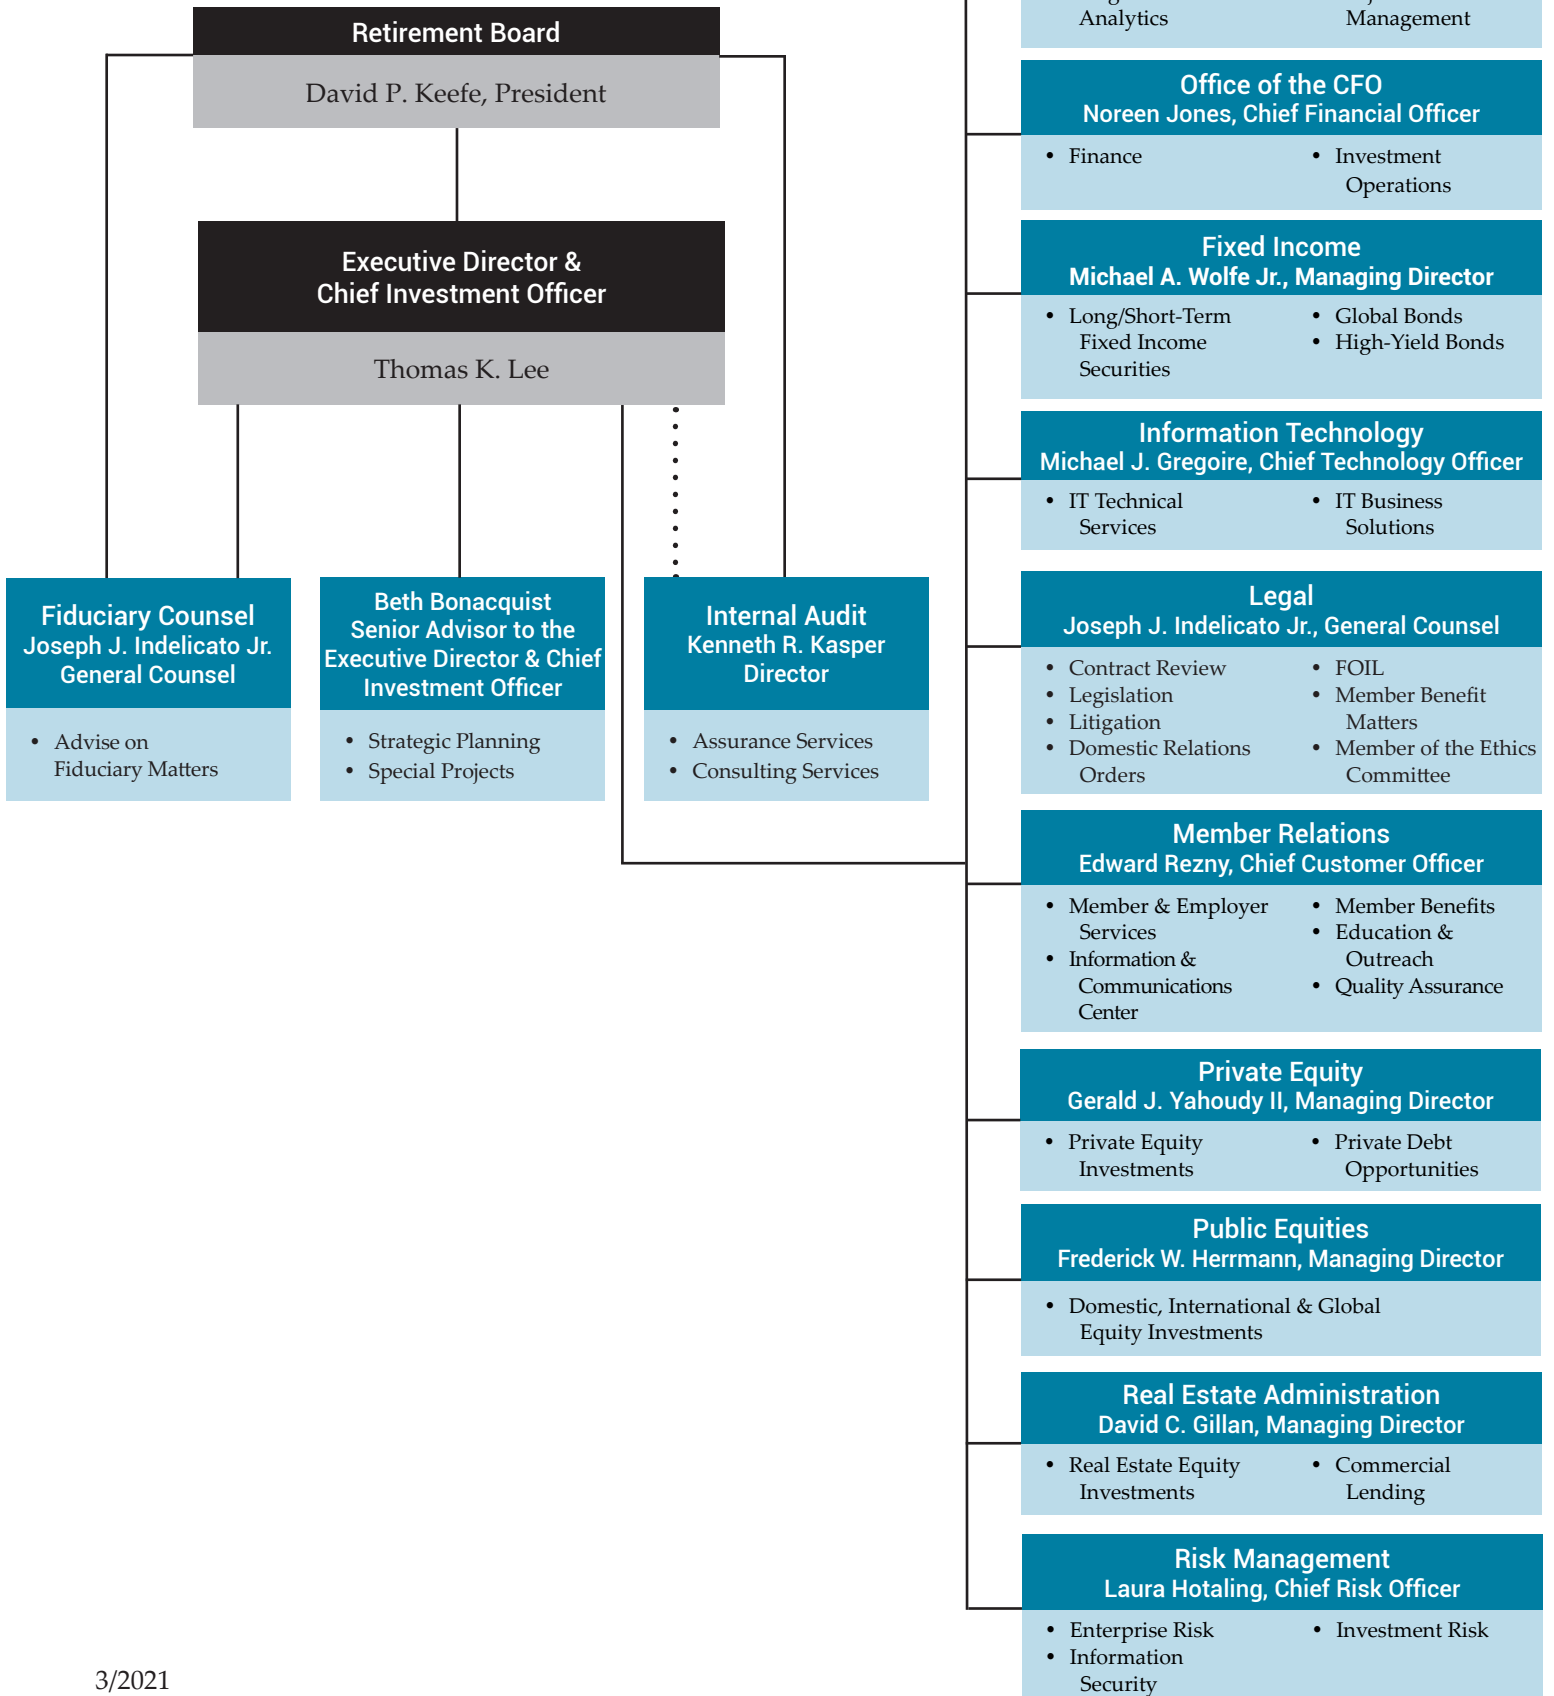 Retirement Board
David P. Keefe, President
Executive Director &
Chief Investment Officer
Thomas K. Lee
Fiduciary Counsel
Joseph J. Indelicato Jr.
General Counsel
• Advise on
Fiduciary Matters
Beth Bonacquist
Senior Advisor to the
Executive Director & Chief
Investment Officer
• Strategic Planning
• Special Projects
Internal Audit
Kenneth R. Kasper
Director
• Assurance Services
• Consulting Services
Analytics
Management
Office of the CFO
Noreen Jones, Chief Financial Officer
• Finance
• Investment
Operations
Fixed Income
Michael A. Wolfe Jr., Managing Director
• Long/Short-Term
Fixed Income
Securities
• Global Bonds
• High-Yield Bonds
Information Technology
Michael J. Gregoire, Chief Technology Officer
• IT Technical
Services
• IT Business
Solutions
Legal
Joseph J. Indelicato Jr., General Counsel
• Contract Review
• Legislation
• Litigation
• Domestic Relations
Orders
• FOIL
• Member Benefit
Matters
• Member of the Ethics
Committee
Member Relations
Edward Rezny, Chief Customer Officer
• Member & Employer
Services
• Information &
Communications
Center
• Member Benefits
• Education &
Outreach
• Quality Assurance
Private Equity
Gerald J. Yahoudy II, Managing Director
• Private Equity
Investments
• Private Debt
Opportunities
Public Equities
Frederick W. Herrmann, Managing Director
• Domestic, International & Global
Equity Investments
Real Estate Administration
David C. Gillan, Managing Director
• Real Estate Equity
Investments
• Commercial
Lending
Risk Management
Laura Hotaling, Chief Risk Officer
• Enterprise Risk
• Information
Security
• Investment Risk
3/2021